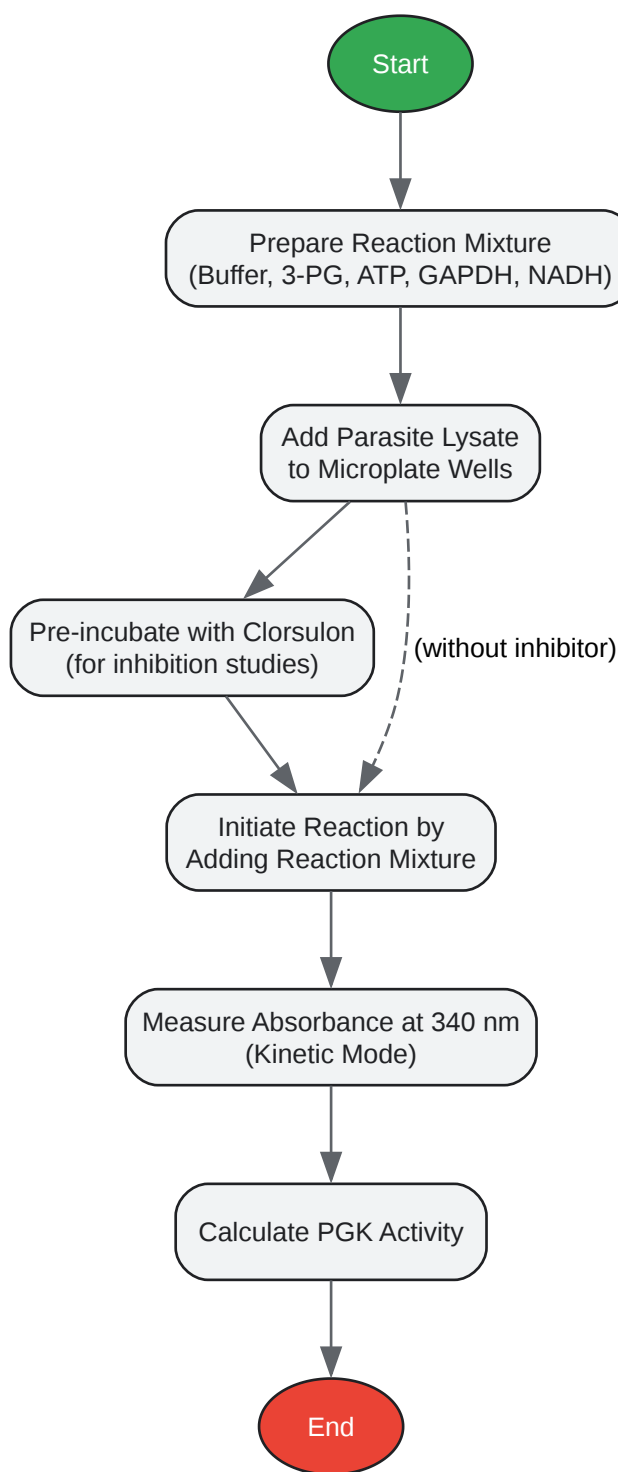 Start
Prepare Reaction Mixture
(Buffer, 3-PG, ATP, GAPDH, NADH)
Add Parasite Lysate
to Microplate Wells
Pre-incubate with Clorsulon
(for inhibition studies)
(without inhibitor)
Initiate Reaction by
Adding Reaction Mixture
Measure Absorbance at 340 nm
(Kinetic Mode)
Calculate PGK Activity
End